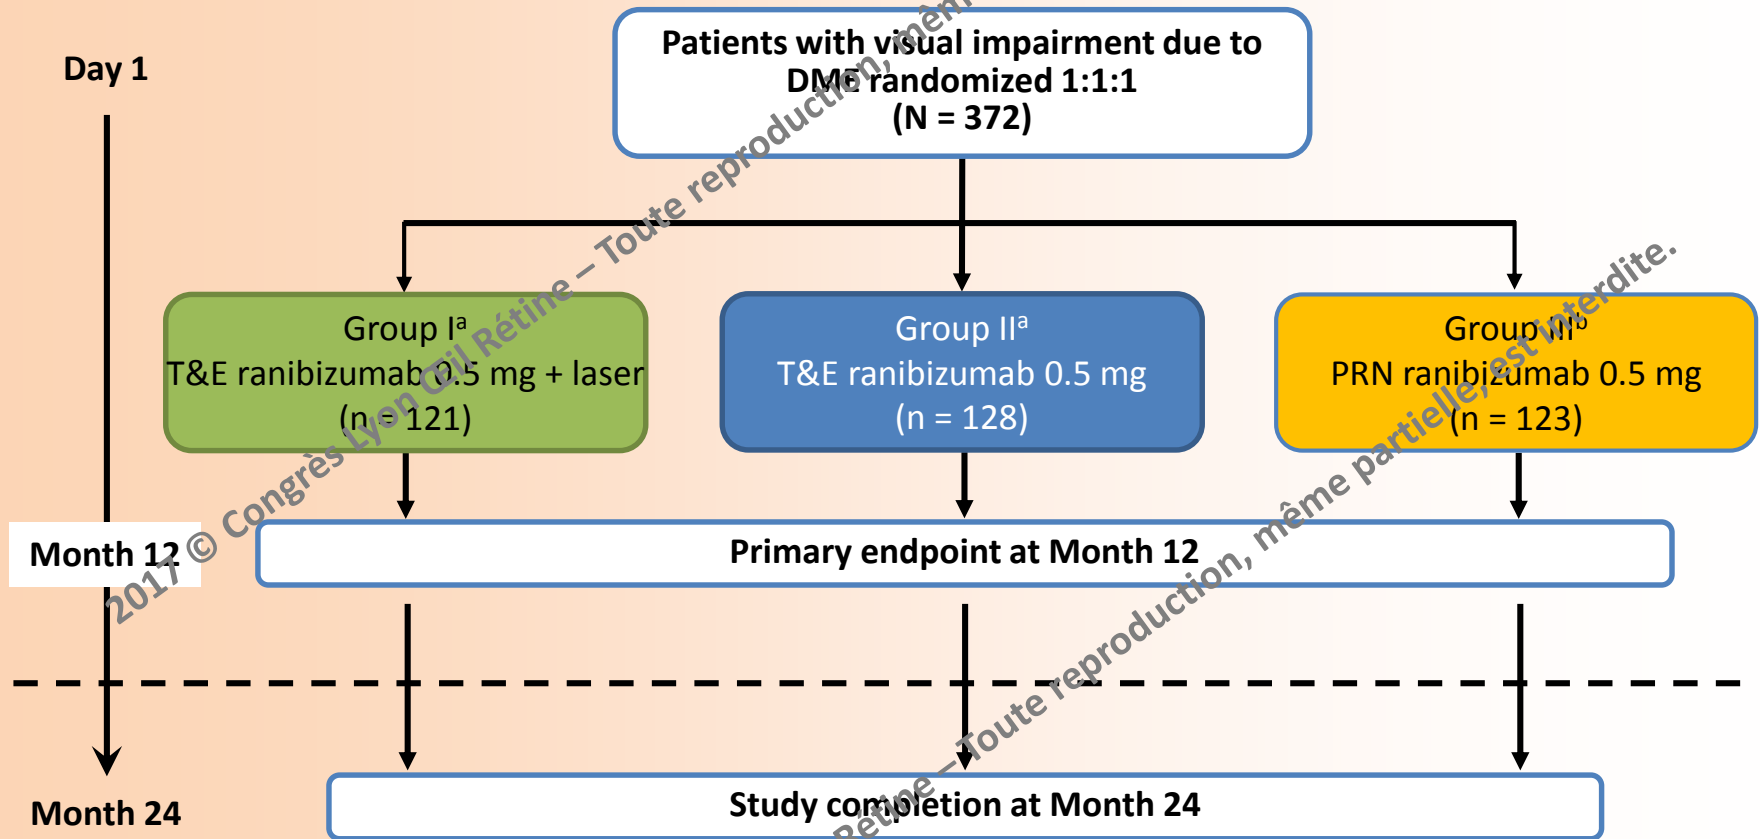 Day 1
Patients with visual impairment due to
DME randomized 1:1:1
(N = 372)
Group Iᵃ
T&E ranibizumab 0.5 mg + laser
(n = 121)
Group IIᵃ
T&E ranibizumab 0.5 mg
(n = 128)
Group IIIᵇ
PRN ranibizumab 0.5 mg
(n = 123)
Month 12
Primary endpoint at Month 12
Month 24
Study completion at Month 24
2017 © Congrès Lyon Œil Rétine – Toute reproduction, même
Rétine – Toute reproduction, même partielle, est interdite.